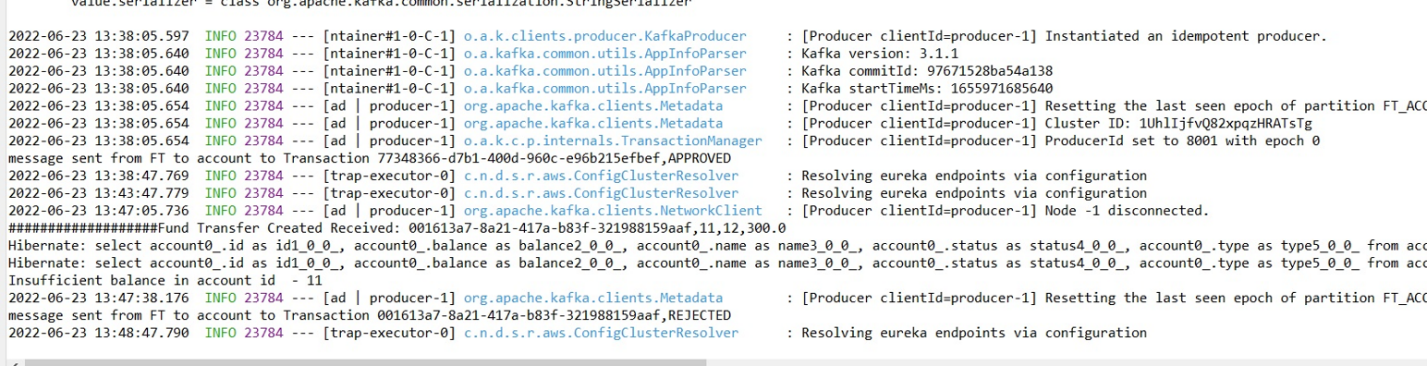 value.serializer = class org.apache.kafka.common.serialization.StringSerializer
2022-06-23 13:38:05.597 INFO 23784 --- [ntainer#1-0-C-1] o.a.k.clients.producer.KafkaProducer : [Producer clientId=producer-1] Instantiated an idempotent producer.
2022-06-23 13:38:05.640 INFO 23784 --- [ntainer#1-0-C-1] o.a.kafka.common.utils.AppInfoParser : Kafka version: 3.1.1
2022-06-23 13:38:05.640 INFO 23784 --- [ntainer#1-0-C-1] o.a.kafka.common.utils.AppInfoParser : Kafka commitId: 97671528ba54a138
2022-06-23 13:38:05.640 INFO 23784 --- [ntainer#1-0-C-1] o.a.kafka.common.utils.AppInfoParser : Kafka startTimeMs: 1655971685640
2022-06-23 13:38:05.654 INFO 23784 --- [ad | producer-1] org.apache.kafka.clients.Metadata : [Producer clientId=producer-1] Resetting the last seen epoch of partition FT_ACC
2022-06-23 13:38:05.654 INFO 23784 --- [ad | producer-1] org.apache.kafka.clients.Metadata : [Producer clientId=producer-1] Cluster ID: 1UhlIjfvQ82xpqzHRATsTg
2022-06-23 13:38:05.654 INFO 23784 --- [ad | producer-1] o.a.k.c.p.internals.TransactionManager : [Producer clientId=producer-1] ProducerId set to 8001 with epoch 0
message sent from FT to account to Transaction 77348366-d7b1-400d-960c-e96b215efbef,APPROVED
2022-06-23 13:38:47.769 INFO 23784 --- [trap-executor-0] c.n.d.s.r.aws.ConfigClusterResolver : Resolving eureka endpoints via configuration
2022-06-23 13:43:47.779 INFO 23784 --- [trap-executor-0] c.n.d.s.r.aws.ConfigClusterResolver : Resolving eureka endpoints via configuration
2022-06-23 13:47:05.736 INFO 23784 --- [ad | producer-1] org.apache.kafka.clients.NetworkClient : [Producer clientId=producer-1] Node -1 disconnected.
###################Fund Transfer Created Received: 001613a7-8a21-417a-b83f-321988159aaf,11,12,300.0
Hibernate: select account0_.id as id1_0_0_, account0_.balance as balance2_0_0_, account0_.name as name3_0_0_, account0_.status as status4_0_0_, account0_.type as type5_0_0_ from acc
Hibernate: select account0_.id as id1_0_0_, account0_.balance as balance2_0_0_, account0_.name as name3_0_0_, account0_.status as status4_0_0_, account0_.type as type5_0_0_ from acc
Insufficient balance in account id - 11
2022-06-23 13:47:38.176 INFO 23784 --- [ad | producer-1] org.apache.kafka.clients.Metadata : [Producer clientId=producer-1] Resetting the last seen epoch of partition FT_ACC
message sent from FT to account to Transaction 001613a7-8a21-417a-b83f-321988159aaf,REJECTED
2022-06-23 13:48:47.790 INFO 23784 --- [trap-executor-0] c.n.d.s.r.aws.ConfigClusterResolver : Resolving eureka endpoints via configuration